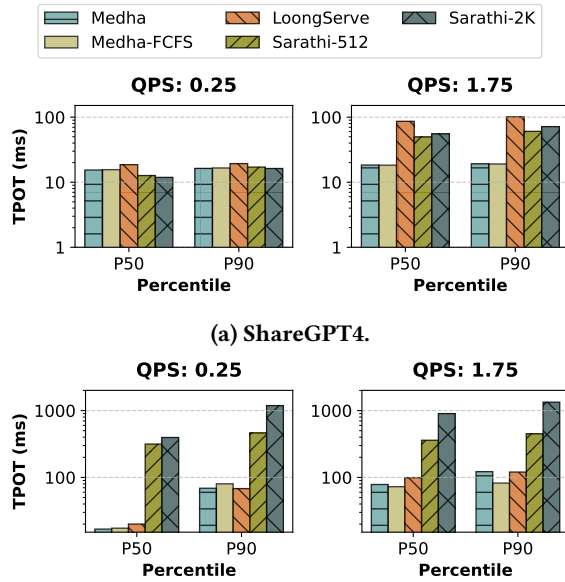 Medha LoongServe Sarathi-2K
Medha-FCFS Sarathi-512
QPS: 0.25 QPS: 1.75
TPOT (ms)
100
10
1
100
10
1
P50 P90 P50 P90
Percentile Percentile
(a) ShareGPT4.
QPS: 0.25 QPS: 1.75
TPOT (ms)
1000
100
1000
100
P50 P90 P50 P90
Percentile Percentile